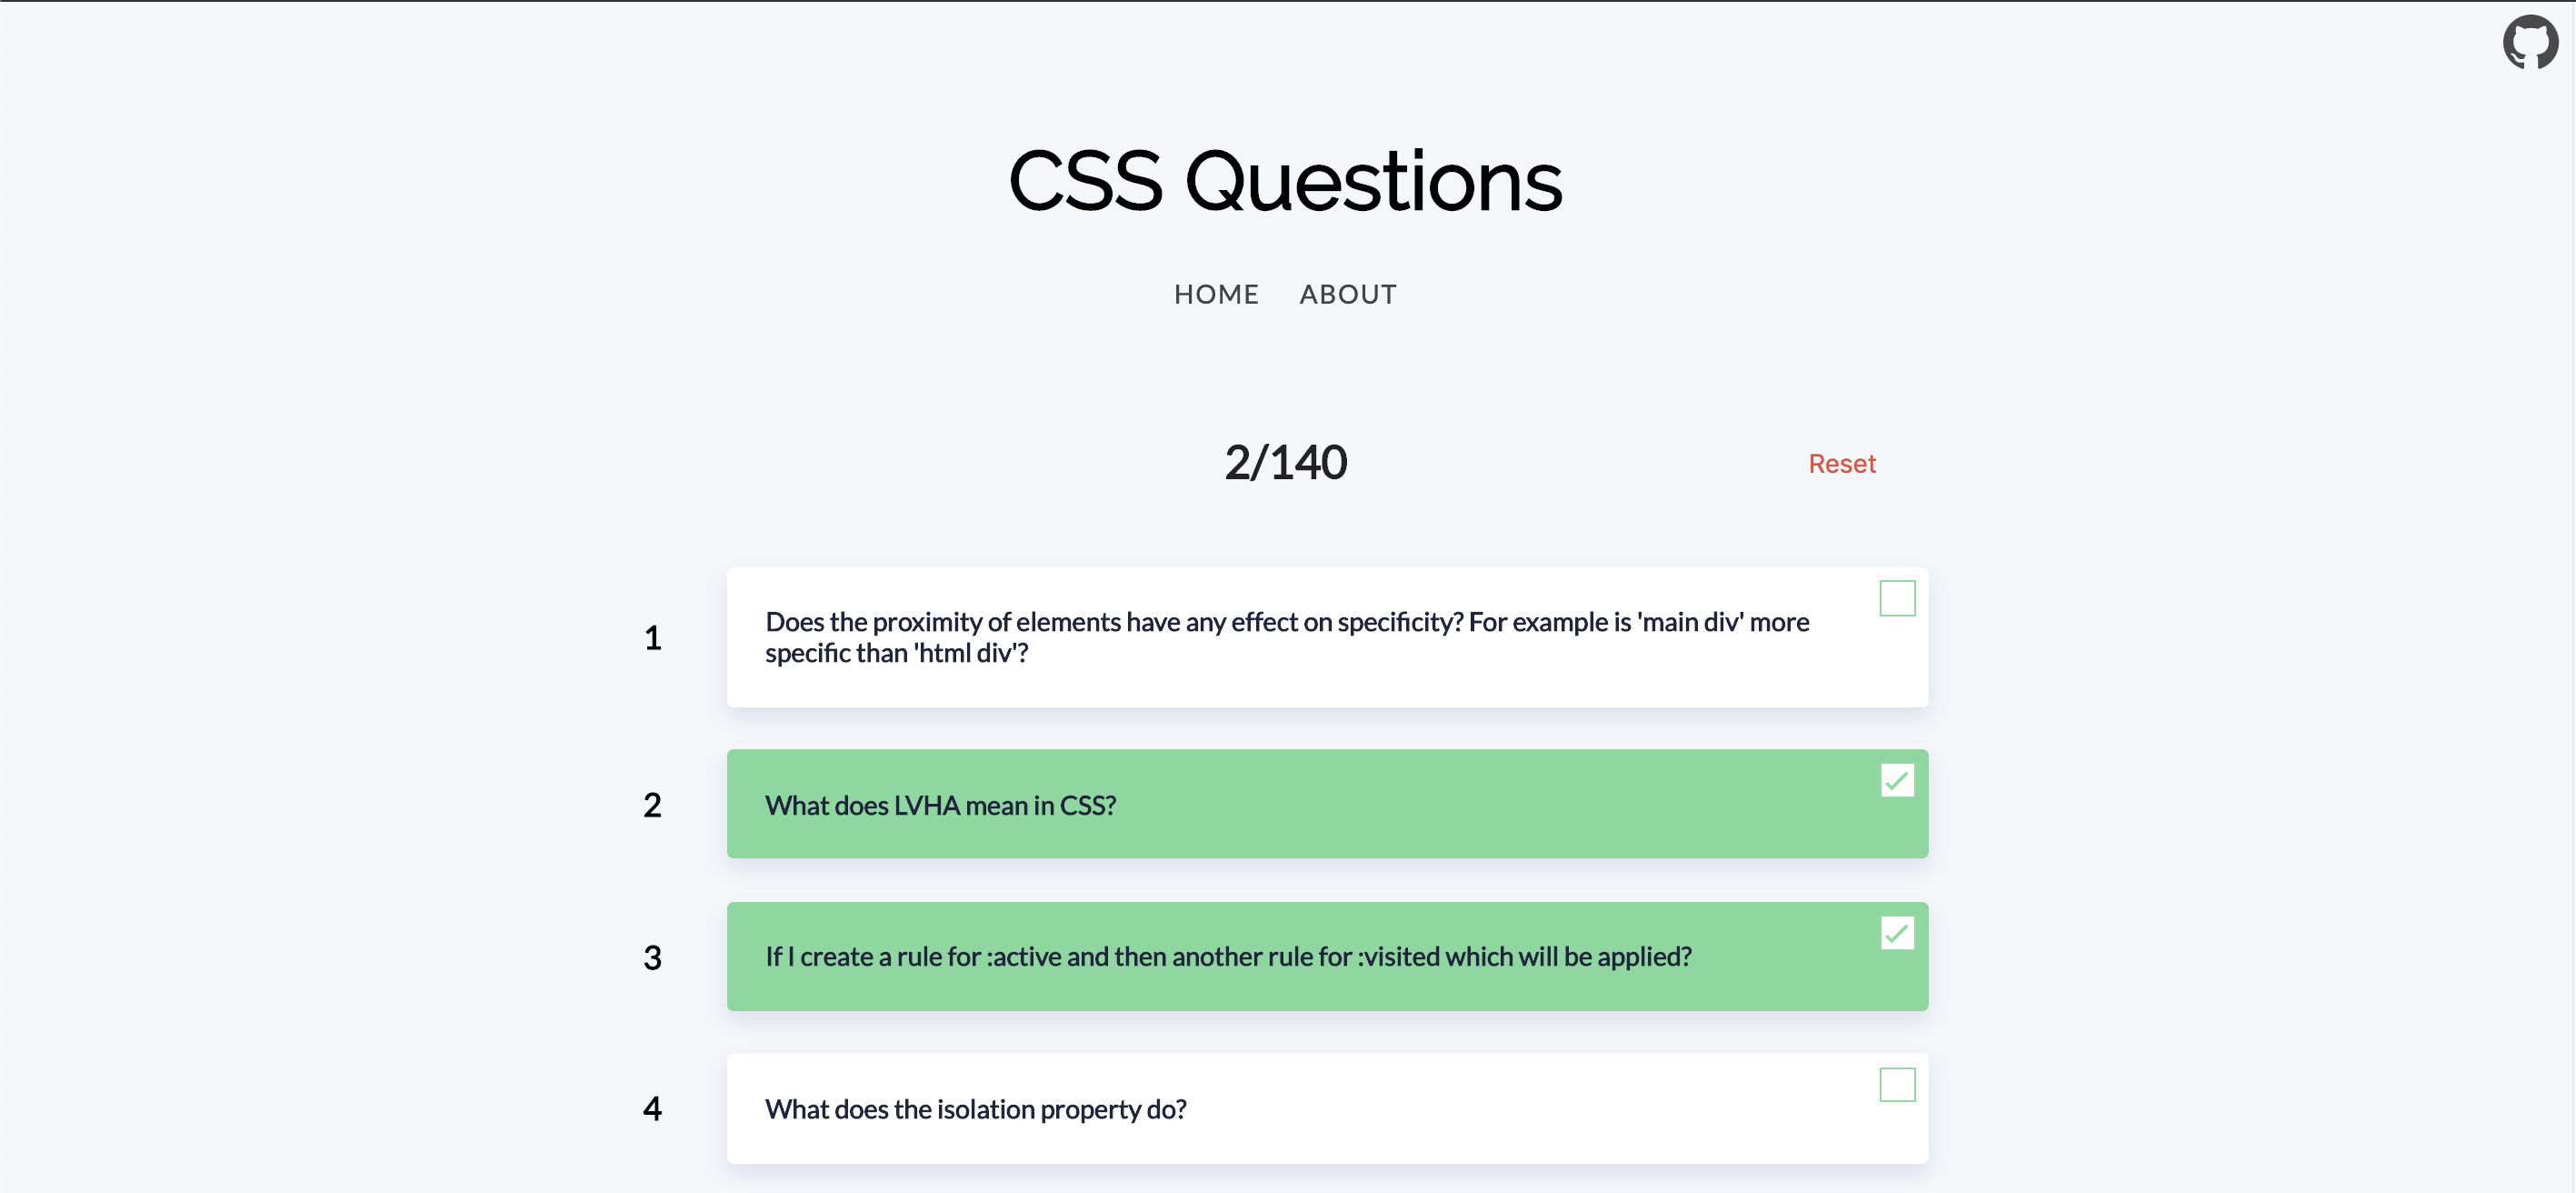 CSS Questions
HOME ABOUT
2/140 Reset
1
Does the proximity of elements have any effect on specificity? For example is 'main div' more
specific than 'html div'?
2
What does LVHA mean in CSS?
3
If I create a rule for :active and then another rule for :visited which will be applied?
4
What does the isolation property do?